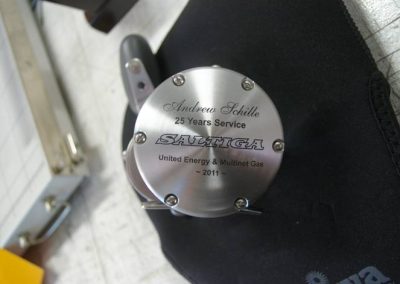 Andrew Schille
25 Years Service
SALTIGA
United Energy & Multinet Gas
~ 2011 ~